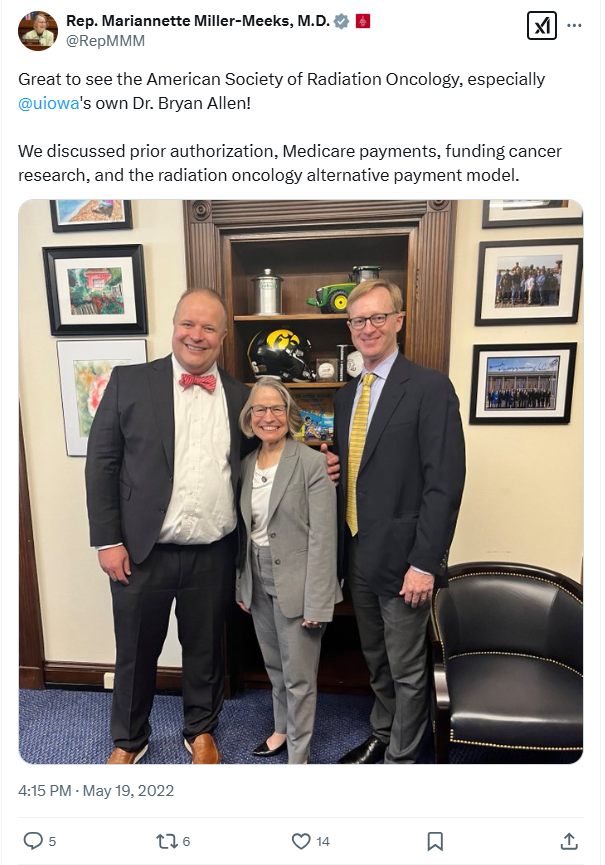 Rep. Mariannette Miller-Meeks, M.D.
@RepMMM
Great to see the American Society of Radiation Oncology, especially
@uiowa's own Dr. Bryan Allen!
We discussed prior authorization, Medicare payments, funding cancer
research, and the radiation oncology alternative payment model.
4:15 PM · May 19, 2022
5
6
14